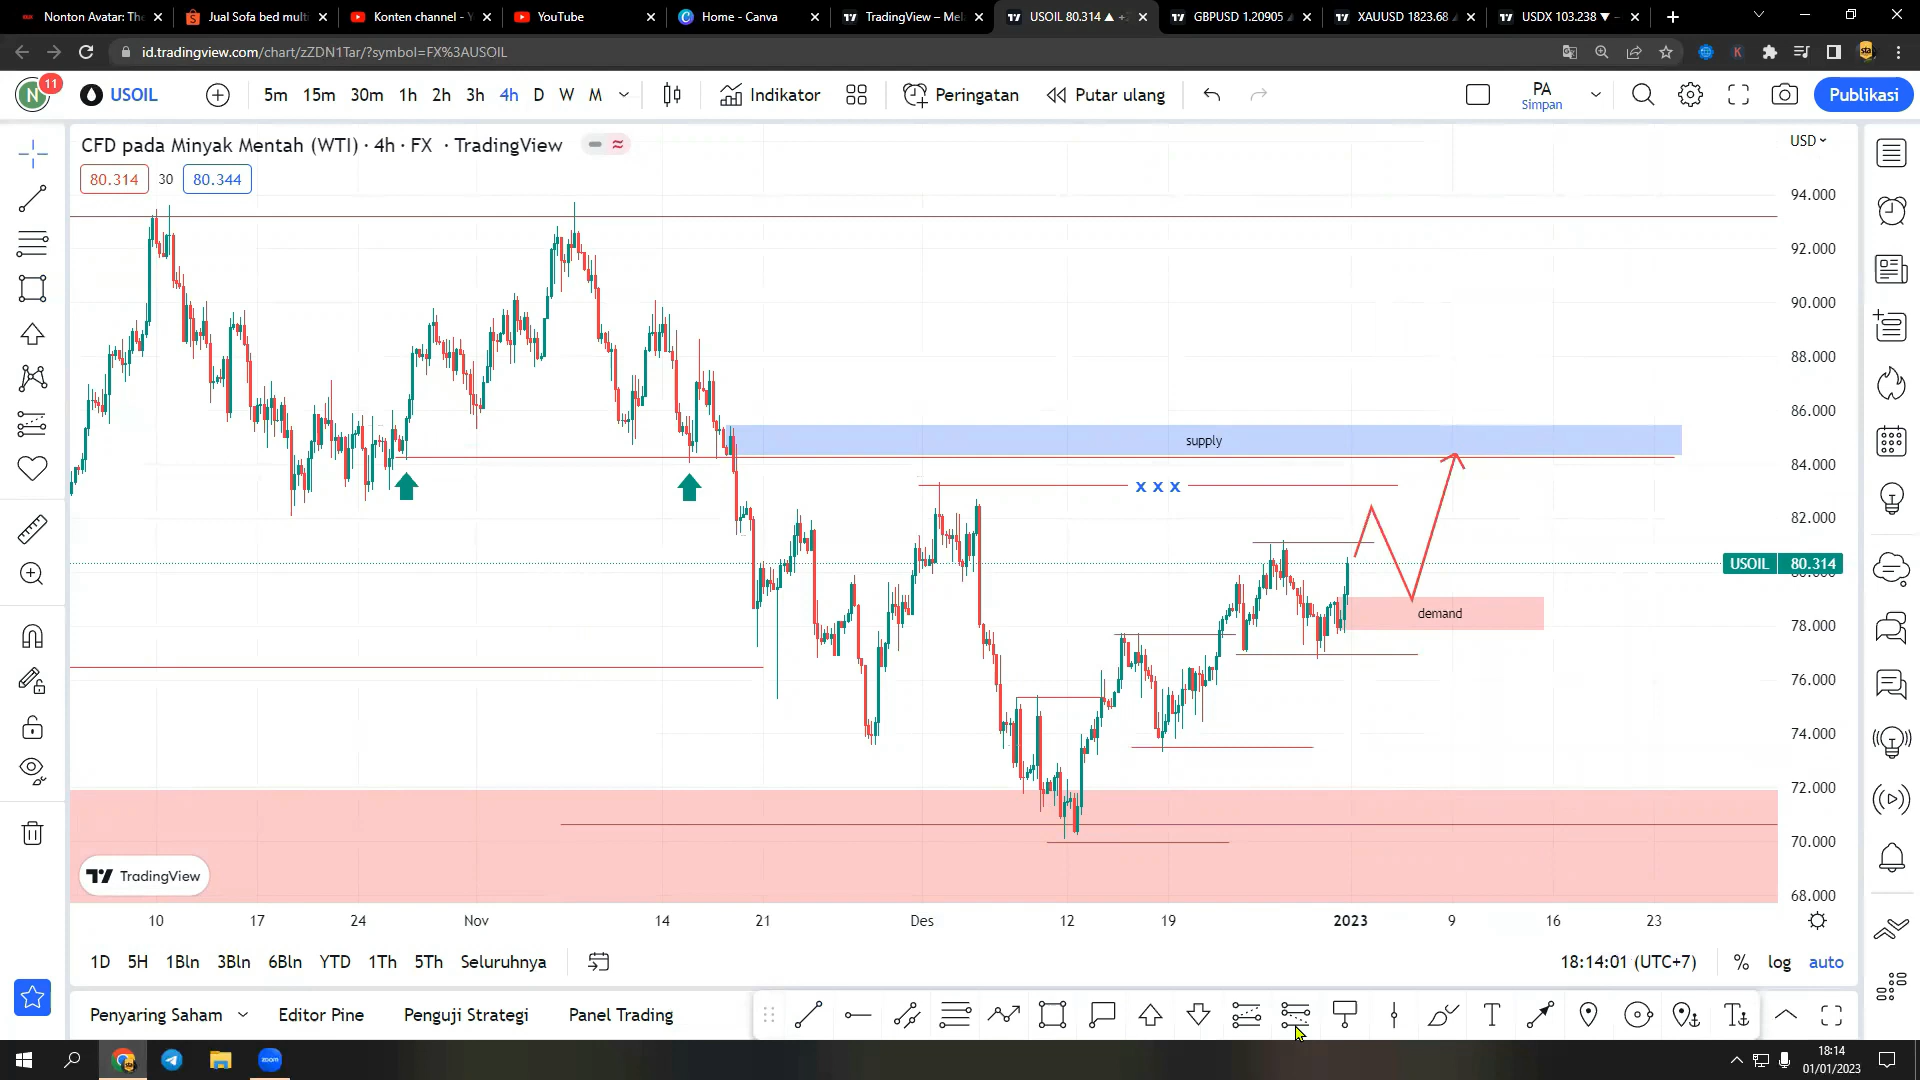 Nonton Avatar: The
Jual Sofa bed multi
Konten channel - Y
YouTube
Home - Canva
TradingView – Mel
USOIL 80.314 ▲ +2
GBPUSD 1.20905
XAUUSD 1823.68
USDX 103.238 ▼ -
id.tradingview.com/chart/zZDN1Tar/?symbol=FX%3AUSOIL
N 11
USOIL
5m 15m 30m 1h 2h 3h 4h D W M
Indikator
Peringatan
Putar ulang
PA
Simpan
Publikasi
CFD pada Minyak Mentah (WTI) · 4h · FX · TradingView
USD
80.314 30 80.344
94.000
92.000
90.000
88.000
86.000
supply
84.000
x x x
82.000
USOIL 80.314
80.000
demand
78.000
76.000
74.000
72.000
70.000
TradingView
68.000
10 17 24 Nov 14 21 Des 12 19 2023 9 16 23
1D 5H 1Bln 3Bln 6Bln YTD 1Th 5Th Seluruhnya
18:14:01 (UTC+7) % log auto
Penyaring Saham Editor Pine Penguji Strategi Panel Trading
zoom
18:14
01/01/2023